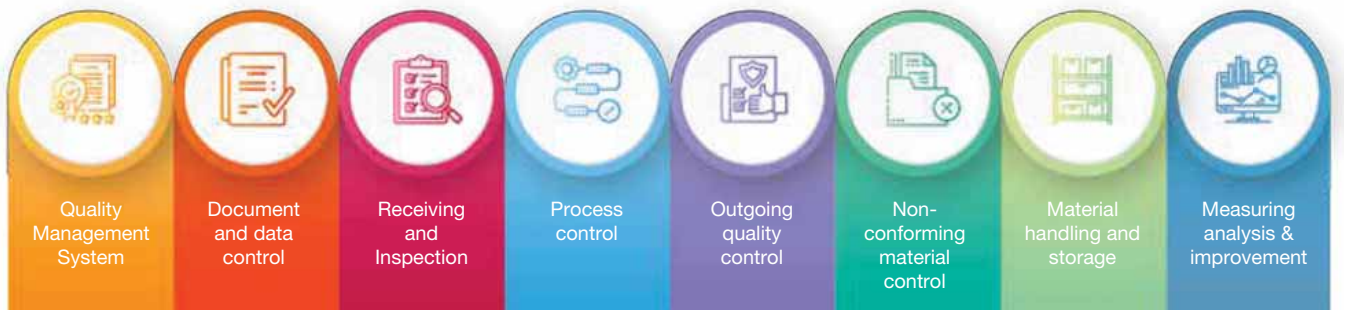 Quality
Management
System
Document
and data
control
Receiving
and
Inspection
Process
control
Outgoing
quality
control
Non-
conforming
material
control
Material
handling and
storage
Measuring
analysis &
improvement